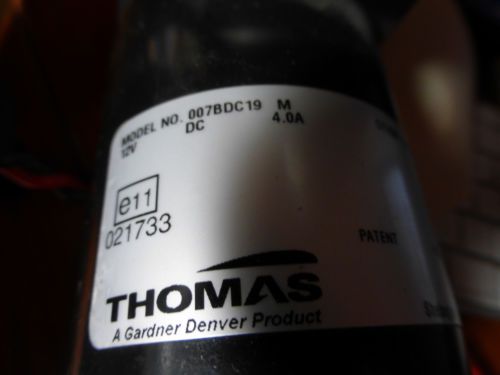 MODEL NO. 007BDC19 M
12V DC 4.0A
e11
021733
PATENT
THOMAS
A Gardner Denver Product